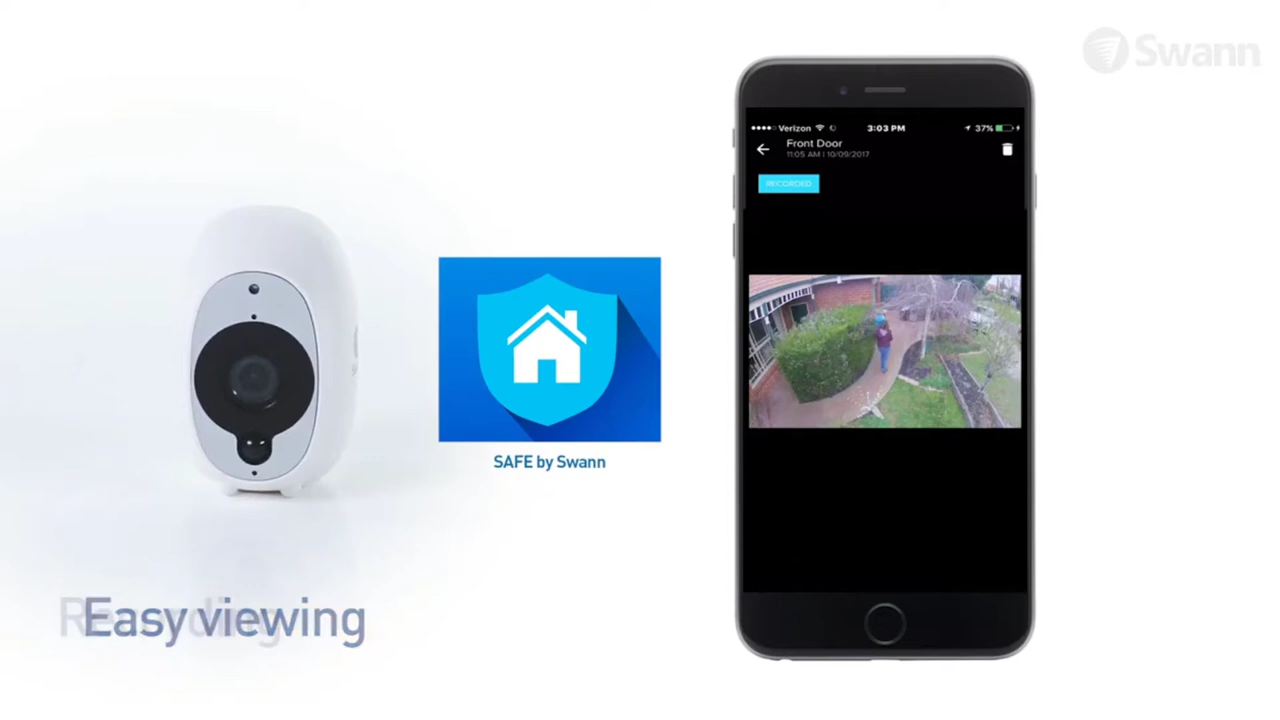 Swann
Verizon
3:03 PM
37%
Front Door
11:05 AM | 10/09/2017
RECORDED
SAFE by Swann
Recording
Easy viewing